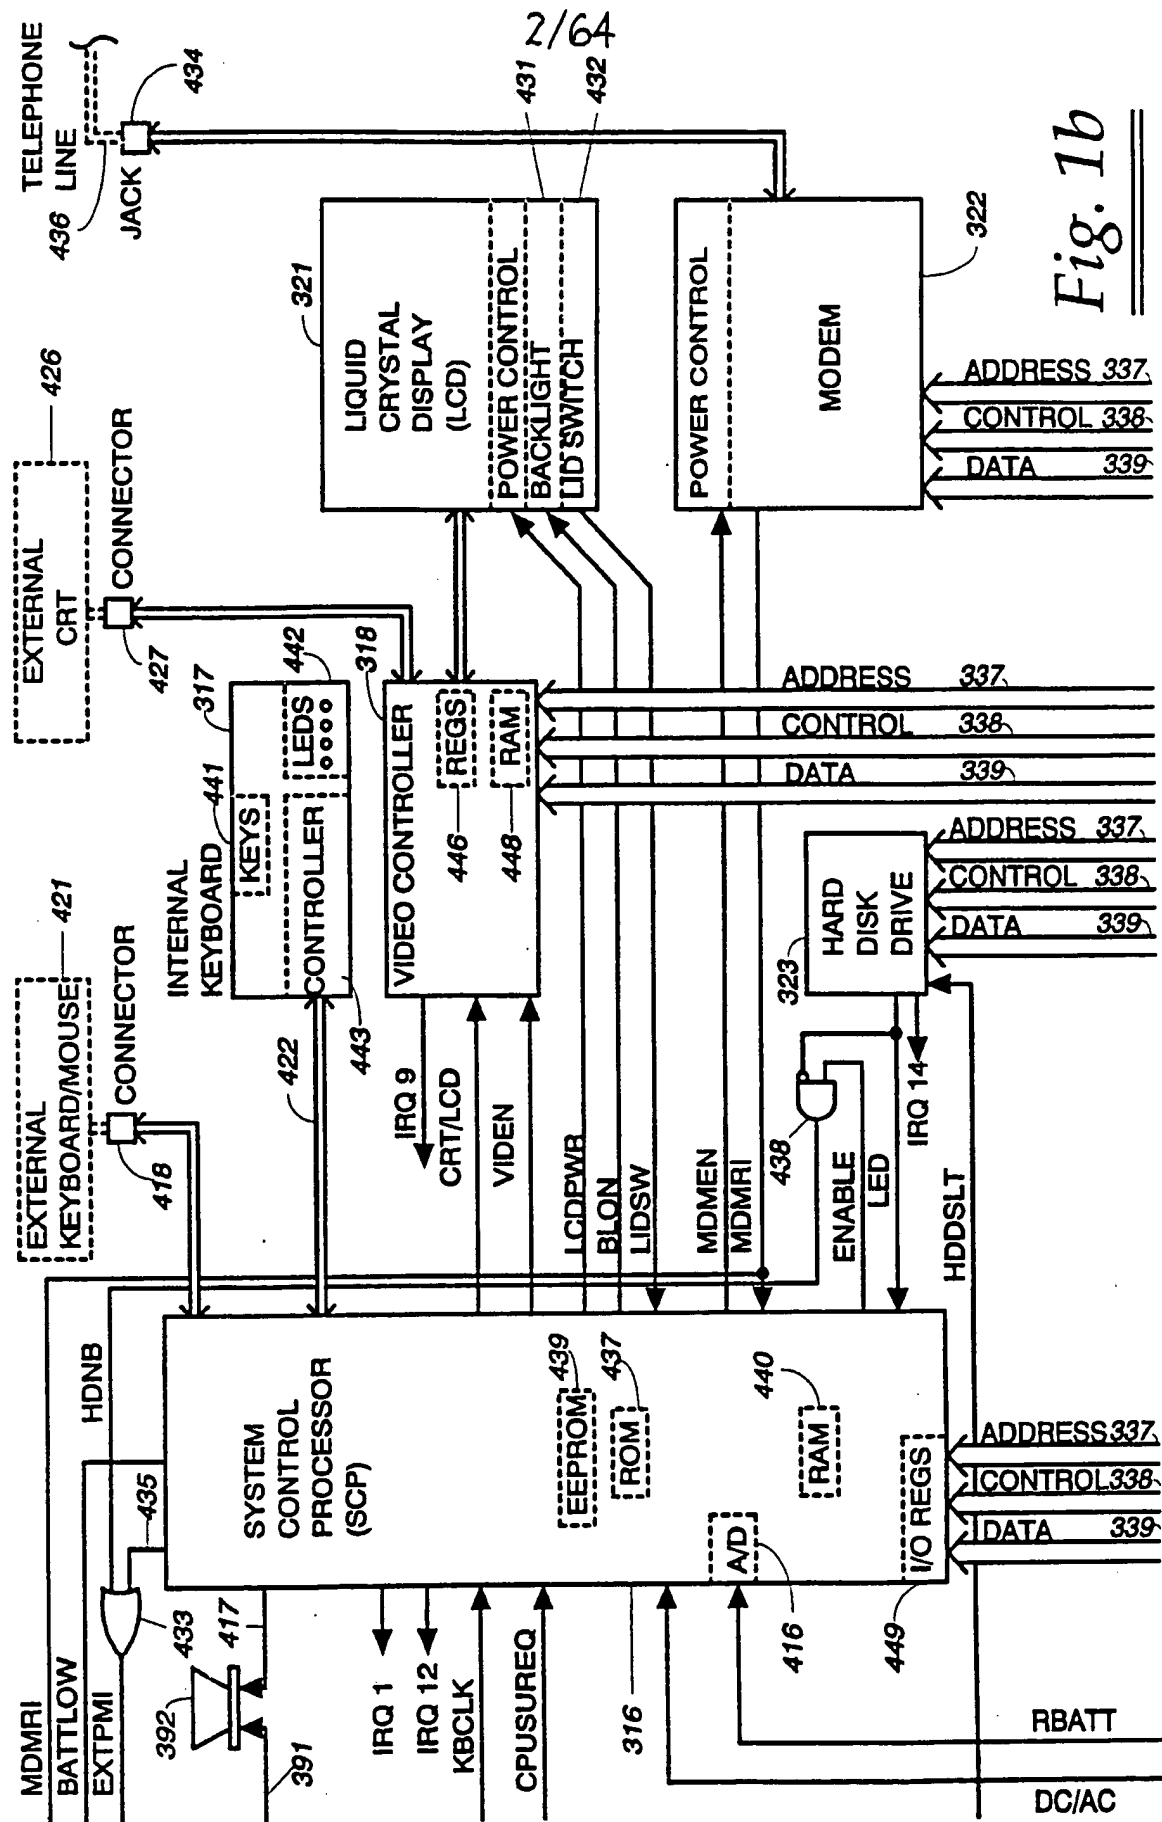 2/64
TELEPHONE
LINE
436
434
JACK
EXTERNAL
CRT
426
CONNECTOR
427
EXTERNAL
KEYBOARD/MOUSE
421
CONNECTOR
418
LIQUID
CRYSTAL
DISPLAY
(LCD)
321
POWER CONTROL
BACKLIGHT
LID SWITCH
431
432
POWER CONTROL
MODEM
322
ADDRESS 337
CONTROL 338
DATA 339
INTERNAL
KEYBOARD
441
317
KEYS
LEDS
442
CONTROLLER
443
422
VIDEO CONTROLLER
318
REGS
446
RAM
448
ADDRESS 337
CONTROL 338
DATA 339
HARD
DISK
DRIVE
323
ADDRESS 337
CONTROL 338
DATA 339
IRQ 9
CRT/LCD
VIDEN
LCDPWR
BLON
LIDSW
MDMEN
MDMRI
438
ENABLE
LED
IRQ 14
HDDSLT
SYSTEM
CONTROL
PROCESSOR
(SCP)
EEPROM
439
ROM
437
RAM
440
A/D
416
I/O REGS
449
316
ADDRESS 337
CONTROL 338
DATA 339
HDNB
435
433
417
392
391
MDMRI
BATTLOW
EXTPMI
IRQ 1
IRQ 12
KBCLK
CPUSUREQ
RBATT
DC/AC
Fig. 1b